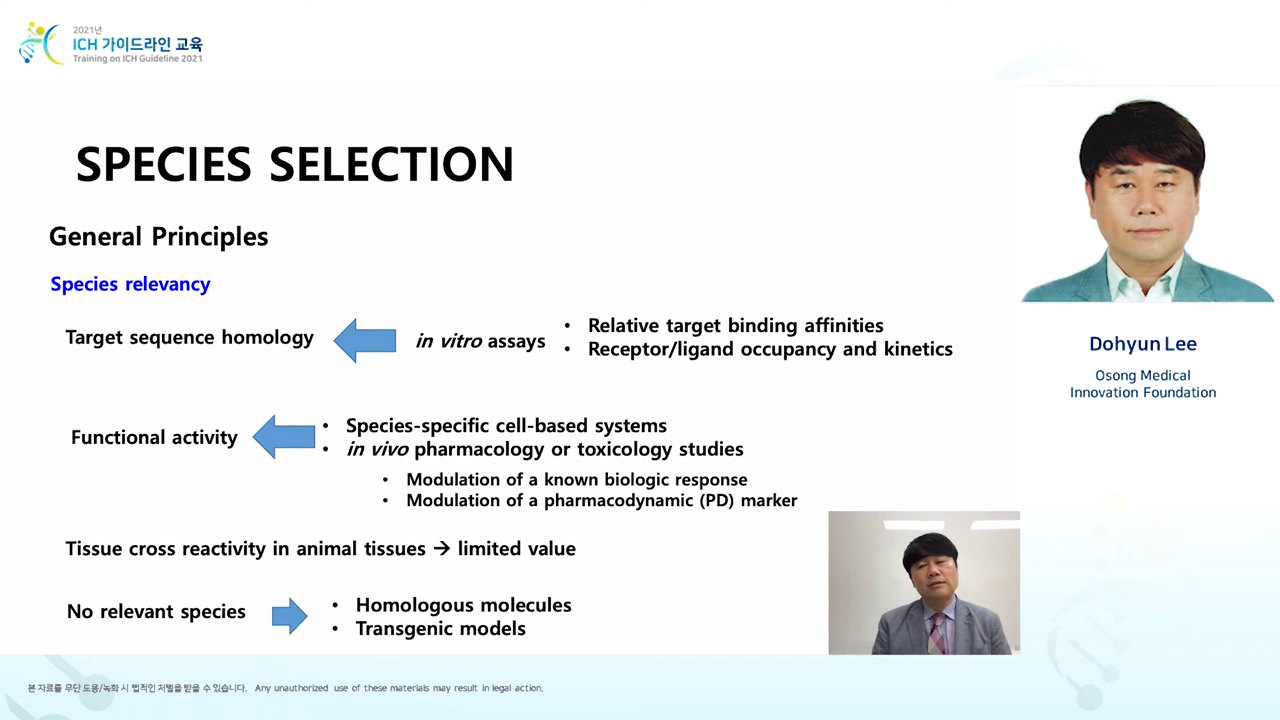 2021년
ICH 가이드라인 교육
Training on ICH Guideline 2021
SPECIES SELECTION
General Principles
Species relevancy
Target sequence homology
in vitro assays
• Relative target binding affinities
• Receptor/ligand occupancy and kinetics
Functional activity
• Species-specific cell-based systems
• in vivo pharmacology or toxicology studies
• Modulation of a known biologic response
• Modulation of a pharmacodynamic (PD) marker
Tissue cross reactivity in animal tissues → limited value
No relevant species
• Homologous molecules
• Transgenic models
Dohyun Lee
Osong Medical
Innovation Foundation
본 자료를 무단 도용/녹화 시 법적인 처벌을 받을 수 있습니다. Any unauthorized use of these materials may result in legal action.